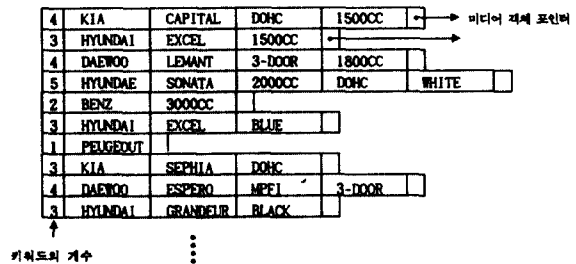 4 KIA CAPITAL DOHC 1500CC 미디어 객체 포인터
3 HYUNDAI EXCEL 1500CC
4 DAEWOO LEMANT 3-DOOR 1800CC
5 HYUNDAE SONATA 2000CC DOHC WHITE
2 BENZ 3000CC
3 HYUNDAI EXCEL BLUE
1 PEUGEOUT
3 KIA SEPHIA DOHC
4 DAEWOO ESPERO MPFI 3-DOOR
3 HYUNDAI GRANDEUR BLACK
키워드의 개수